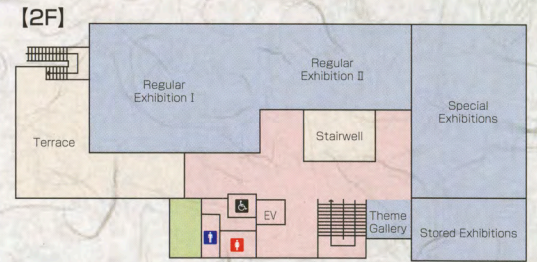 【2F】
Regular
Exhibition Ⅰ
Regular
Exhibition Ⅱ
Special
Exhibitions
Terrace
Stairwell
EV
Theme
Gallery
Stored Exhibitions